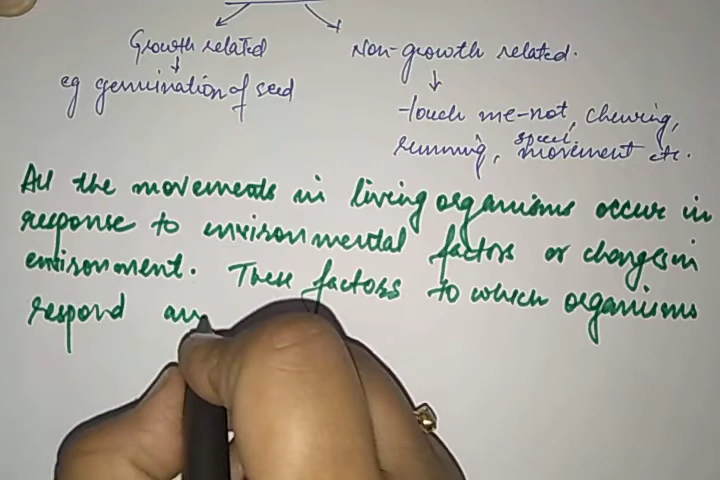 Growth related
Non-growth related.
eg germination of seed
touch me-not, chewing,
running, speed, movement etc.
All the movements in living organisms occur in
response to environmental factors or changes in
environment. These factors to which organisms
respond